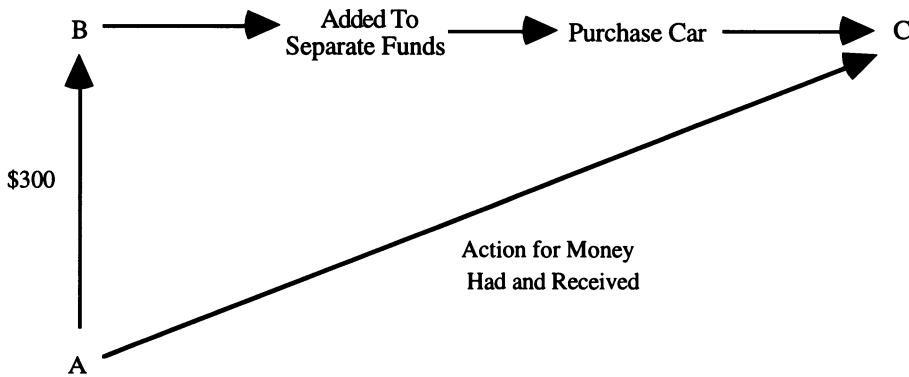 B
Added To
Separate Funds
Purchase Car
C
$300
Action for Money
Had and Received
A